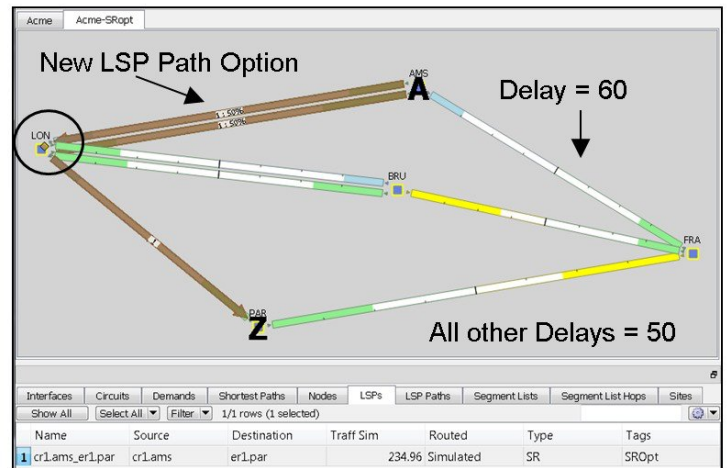 Acme Acme-SRopt
New LSP Path Option
AMS
A
Delay = 60
1 : 50%
1 : 50%
LON
BRU
FRA
PAR
Z
All other Delays = 50
Interfaces Circuits Demands Shortest Paths Nodes LSPs LSP Paths Segment Lists Segment List Hops Sites
Show All Select All Filter 1/1 rows (1 selected)
Name Source Destination Traff Sim Routed Type Tags
1 cr1.ams_er1.par cr1.ams er1.par 234.96 Simulated SR SROpt